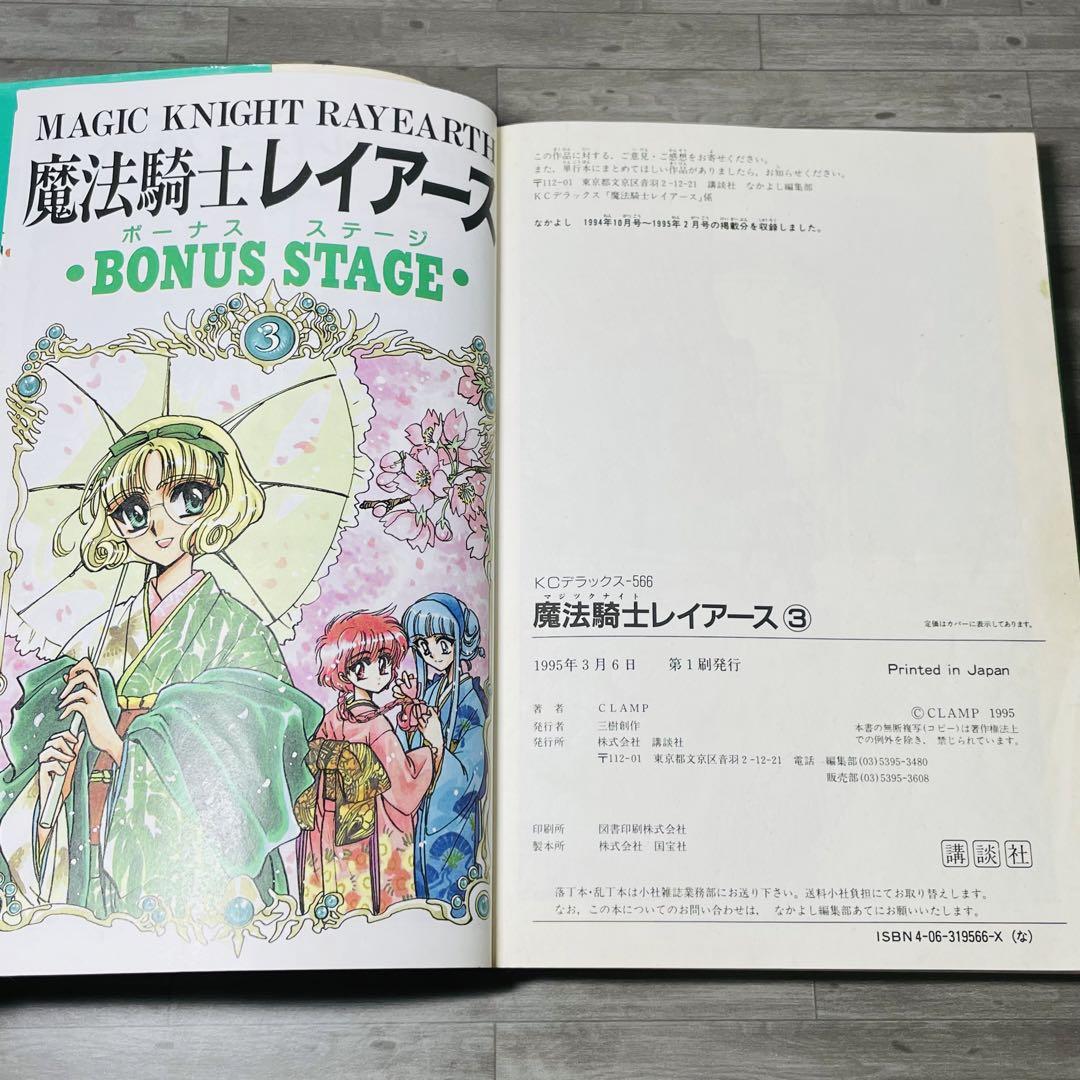 MAGIC KNIGHT RAYEARTH
魔法騎士レイアース
ボーナス ステージ
・BONUS STAGE・
3
この作品に対する、ご意見・ご感想をお寄せください。
また、単行本にまとめてほしい作品がありましたら、お知らせください。
〒112-01 東京都文京区音羽2-12-21 講談社 なかよし編集部
KCデラックス「魔法騎士レイアース」係
なかよし 1994年10月号〜1995年2月号の掲載分を収録しました。
KCデラックス-566
マジックナイト
魔法騎士レイアース③
定価はカバーに表示してあります。
1995年3月6日 第1刷発行
Printed in Japan
著者 CLAMP
©CLAMP 1995
発行者 三樹創作
本書の無断複写(コピー)は著作権法上
での例外を除き、禁じられています。
発行所 株式会社 講談社
〒112-01 東京都文京区音羽2-12-21 電話 編集部(03)5395-3480
販売部(03)5395-3608
印刷所 図書印刷株式会社
製本所 株式会社 国宝社
講談社
落丁本・乱丁本は小社雑誌業務部にお送り下さい。送料小社負担にてお取り替えします。
なお、この本についてのお問い合わせは、なかよし編集部あてにお願いいたします。
ISBN4-06-319566-X (な)